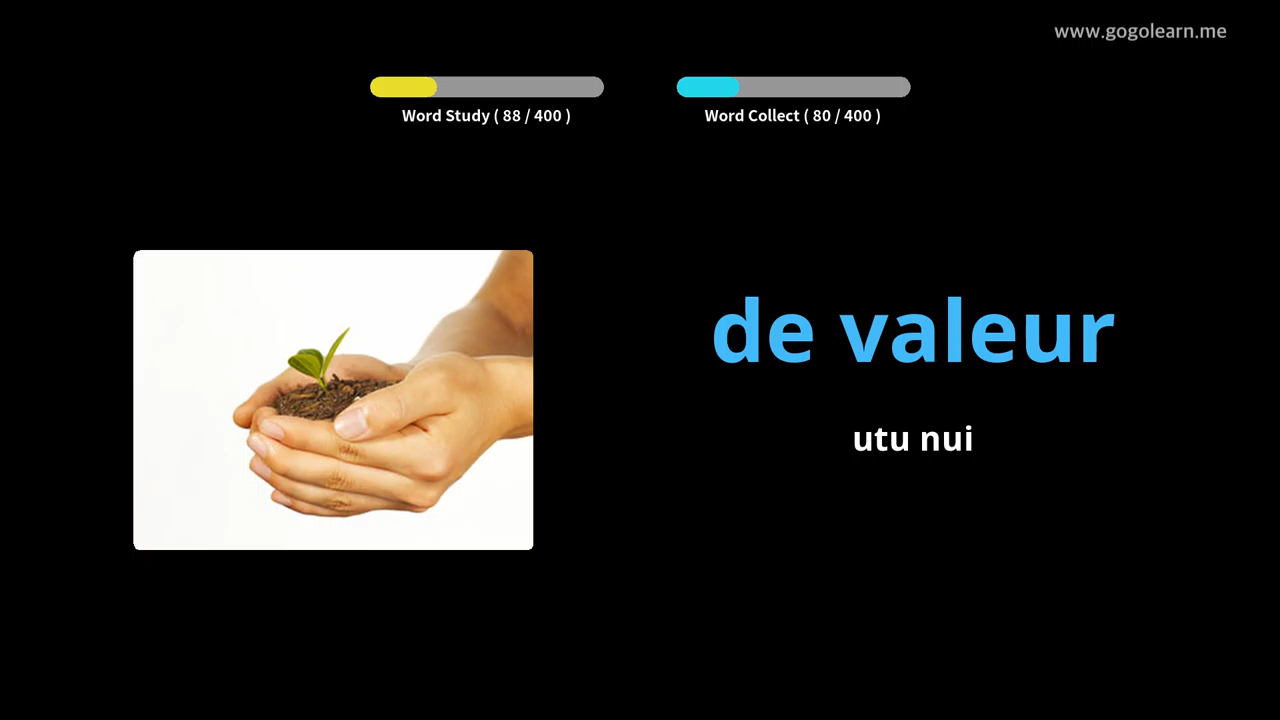 www.gogolearn.me
Word Study ( 88 / 400 )
Word Collect ( 80 / 400 )
de valeur
utu nui